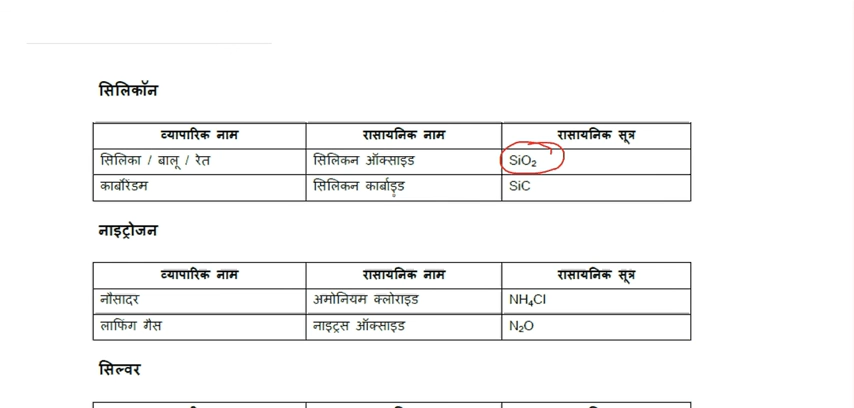 सिलिकॉन
व्यापारिक नाम रासायनिक नाम रासायनिक सूत्र
सिलिका / बालू / रेत सिलिकन ऑक्साइड SiO₂
कार्बोरंडम सिलिकन कार्बाइड SiC
नाइट्रोजन
व्यापारिक नाम रासायनिक नाम रासायनिक सूत्र
नौसादर अमोनियम क्लोराइड NH₄Cl
लाफिंग गैस नाइट्रस ऑक्साइड N₂O
सिल्वर